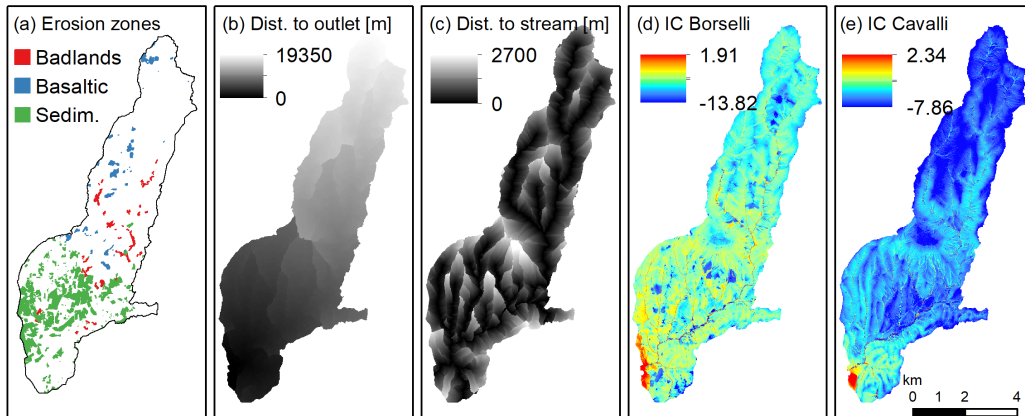 (a) Erosion zones
Badlands
Basaltic
Sedim.
(b) Dist. to outlet [m]
19350
0
(c) Dist. to stream [m]
2700
0
(d) IC Borselli
1.91
-13.82
(e) IC Cavalli
2.34
-7.86
km
0 1 2 4